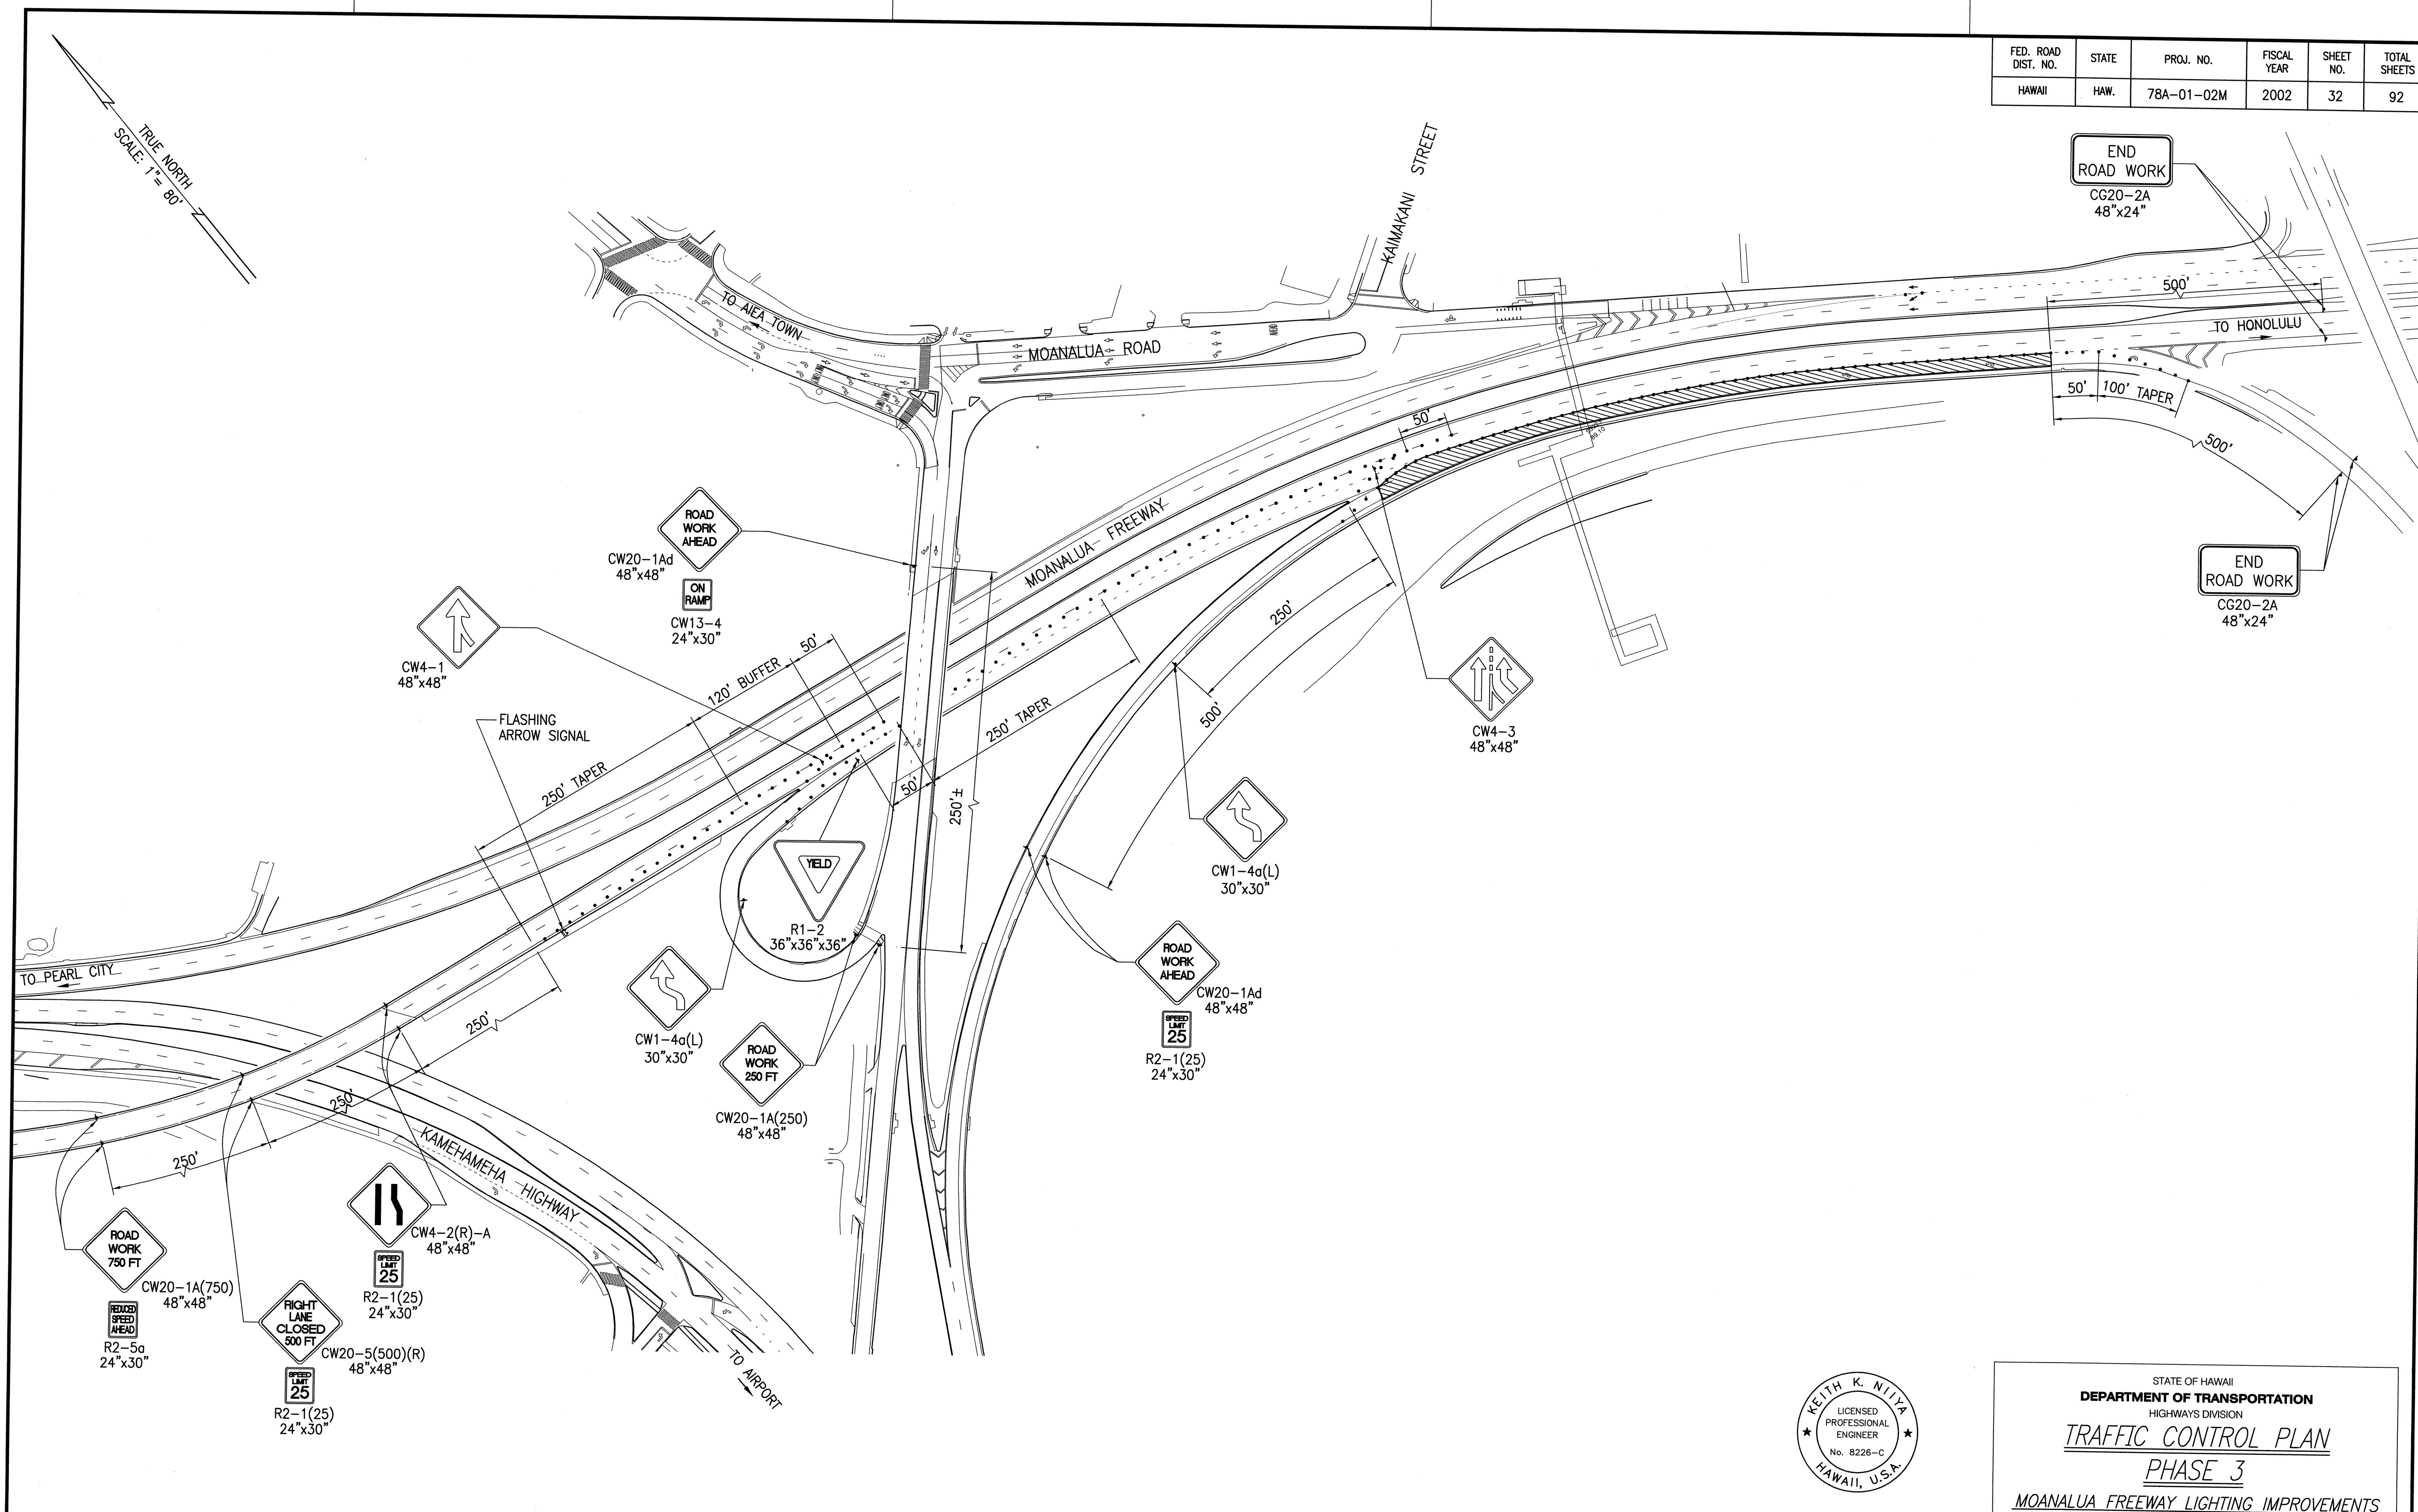 FED. ROAD
DIST. NO.
STATE
PROJ. NO.
FISCAL
YEAR
SHEET
NO.
TOTAL
SHEETS
HAWAII
HAW.
78A-01-02M
2002
32
92
TRUE NORTH
SCALE: 1"= 80'
END
ROAD WORK
CG20-2A
48"x24"
KAIMAKANI STREET
TO AIEA TOWN
MOANALUA ROAD
500'
TO HONOLULU
50'
100' TAPER
500'
50'
MOANALUA FREEWAY
ROAD
WORK
AHEAD
CW20-1Ad
48"x48"
ON
RAMP
CW13-4
24"x30"
END
ROAD WORK
CG20-2A
48"x24"
CW4-1
48"x48"
FLASHING
ARROW SIGNAL
50'
120' BUFFER
250' TAPER
250' TAPER
50'
250'±
250'
500'
CW4-3
48"x48"
CW1-4a(L)
30"x30"
YIELD
R1-2
36"x36"x36"
ROAD
WORK
AHEAD
CW20-1Ad
48"x48"
SPEED
LIMIT
25
R2-1(25)
24"x30"
TO PEARL CITY
CW1-4a(L)
30"x30"
ROAD
WORK
250 FT
CW20-1A(250)
48"x48"
250'
250'
250'
KAMEHAMEHA HIGHWAY
TO AIRPORT
CW4-2(R)-A
48"x48"
SPEED
LIMIT
25
R2-1(25)
24"x30"
ROAD
WORK
750 FT
CW20-1A(750)
48"x48"
REDUCED
SPEED
AHEAD
R2-5a
24"x30"
RIGHT
LANE
CLOSED
500 FT
CW20-5(500)(R)
48"x48"
SPEED
LIMIT
25
R2-1(25)
24"x30"
KEITH K. NIIYA
LICENSED
PROFESSIONAL
ENGINEER
No. 8226-C
HAWAII, U.S.A.
STATE OF HAWAII
DEPARTMENT OF TRANSPORTATION
HIGHWAYS DIVISION
TRAFFIC CONTROL PLAN
PHASE 3
MOANALUA FREEWAY LIGHTING IMPROVEMENTS